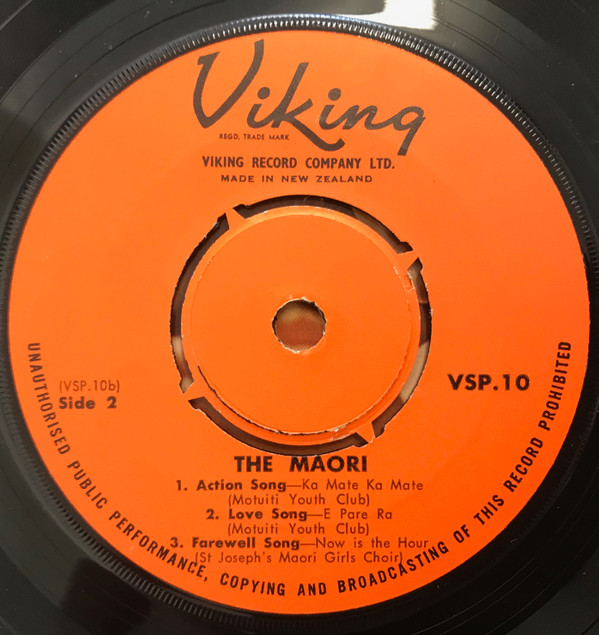 Viking
REGD. TRADE MARK
VIKING RECORD COMPANY LTD.
MADE IN NEW ZEALAND
(VSP.10b)
Side 2
VSP.10
THE MAORI
1. Action Song—Ka Mate Ka Mate
(Motuiti Youth Club)
2. Love Song—E Pare Ra
(Motuiti Youth Club)
3. Farewell Song—Now is the Hour
(St Joseph's Maori Girls Choir)
UNAUTHORISED PUBLIC PERFORMANCE, COPYING AND BROADCASTING OF THIS RECORD PROHIBITED